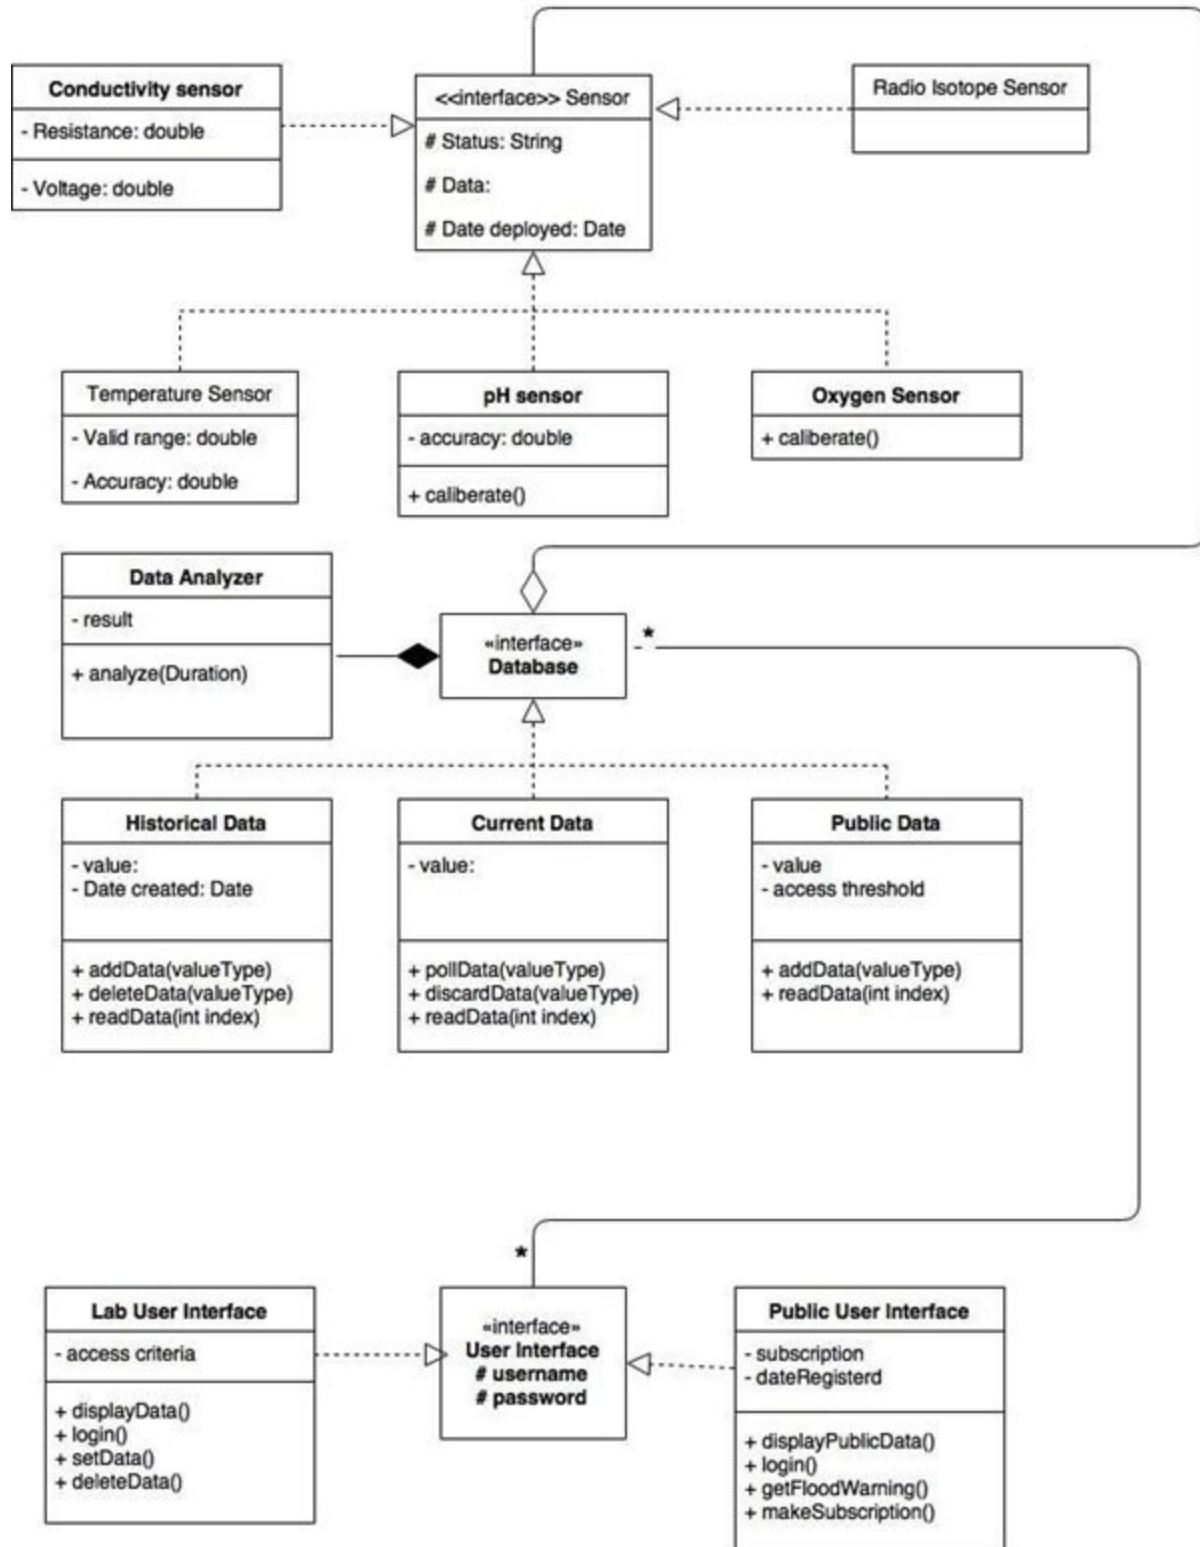 Conductivity sensor
- Resistance: double
- Voltage: double
<<interface>> Sensor
# Status: String
# Data:
# Date deployed: Date
Radio Isotope Sensor
Temperature Sensor
- Valid range: double
- Accuracy: double
pH sensor
- accuracy: double
+ caliberate()
Oxygen Sensor
+ caliberate()
Data Analyzer
- result
+ analyze(Duration)
«interface»
Database
- *
Historical Data
- value:
- Date created: Date
+ addData(valueType)
+ deleteData(valueType)
+ readData(int index)
Current Data
- value:
+ pollData(valueType)
+ discardData(valueType)
+ readData(int index)
Public Data
- value
- access threshold
+ addData(valueType)
+ readData(int index)
*
Lab User Interface
- access criteria
+ displayData()
+ login()
+ setData()
+ deleteData()
«interface»
User Interface
# username
# password
Public User Interface
- subscription
- dateRegisterd
+ displayPublicData()
+ login()
+ getFloodWarning()
+ makeSubscription()